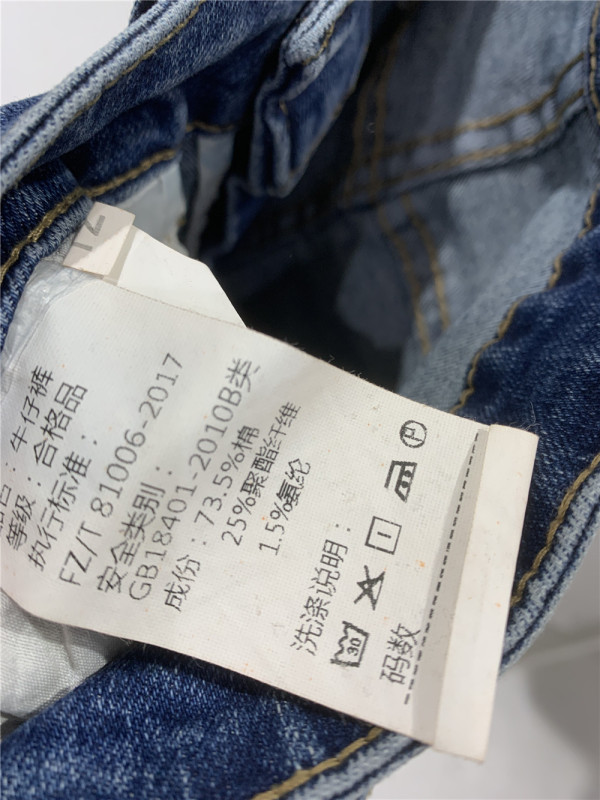 品名：牛仔裤
等级：合格品
执行标准：
FZ/T 81006-2017
安全类别：
GB18401-2010B类
成份：73.5%棉
25%聚酯纤维
1.5%氨纶
洗涤说明：
30
P
码数